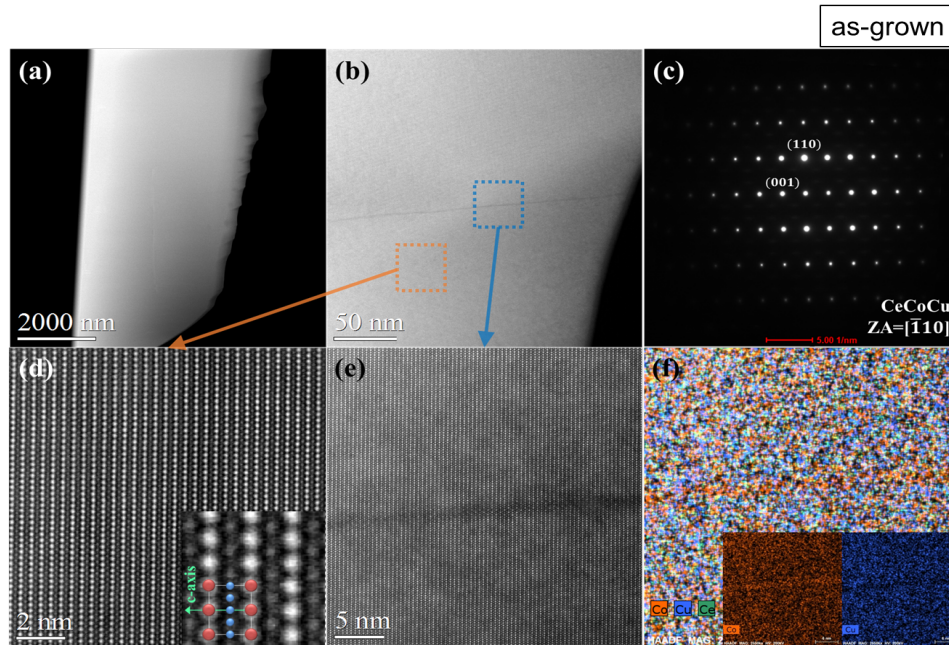 as-grown
(a)
2000 nm
(b)
50 nm
(c)
(110)
(001)
CeCoCu
ZA=[1̅10]
5.00 1/nm
(d)
c-axis
2 nm
(e)
5 nm
(f)
Co Cu Ce
HAADF MAG
Co
Cu